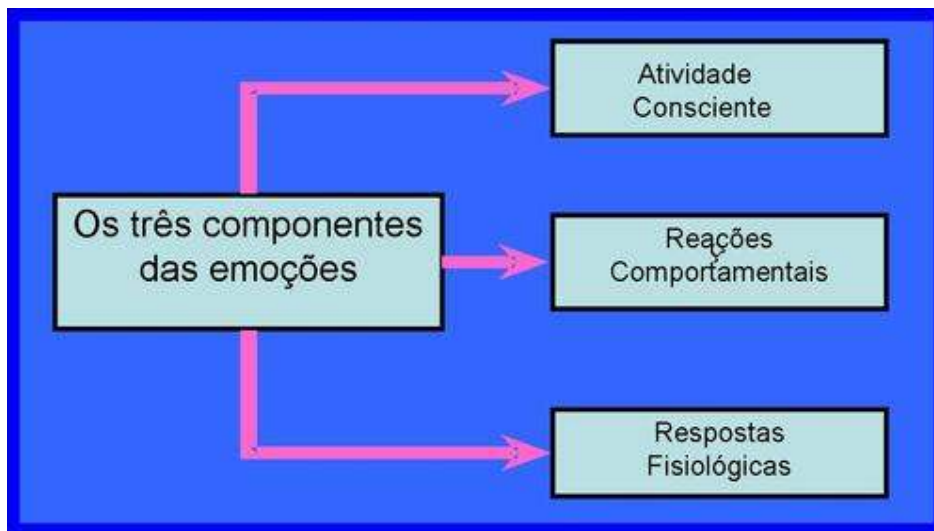 Atividade
Consciente
Os três componentes
das emoções
Reações
Comportamentais
Respostas
Fisiológicas